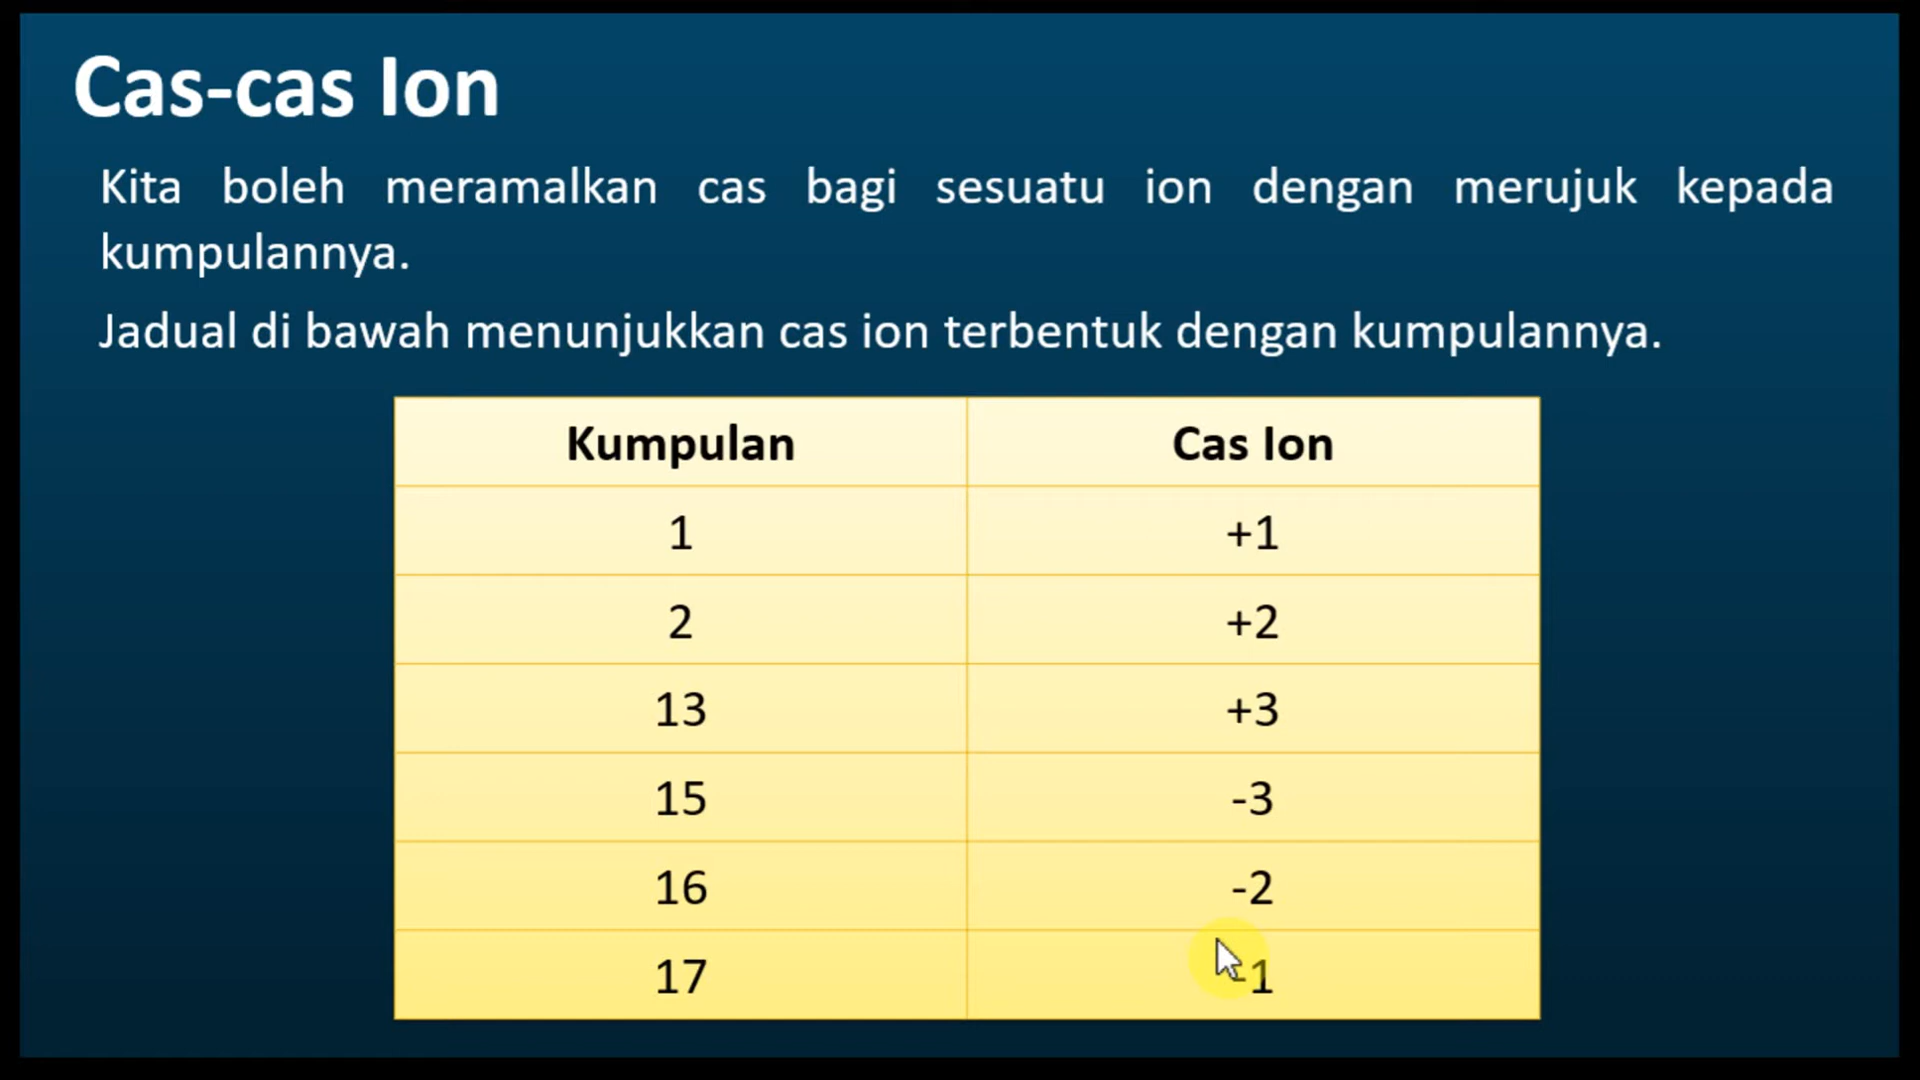 Cas-cas Ion
Kita boleh meramalkan cas bagi sesuatu ion dengan merujuk kepada
kumpulannya.
Jadual di bawah menunjukkan cas ion terbentuk dengan kumpulannya.
Kumpulan Cas Ion
1 +1
2 +2
13 +3
15 -3
16 -2
17 -1